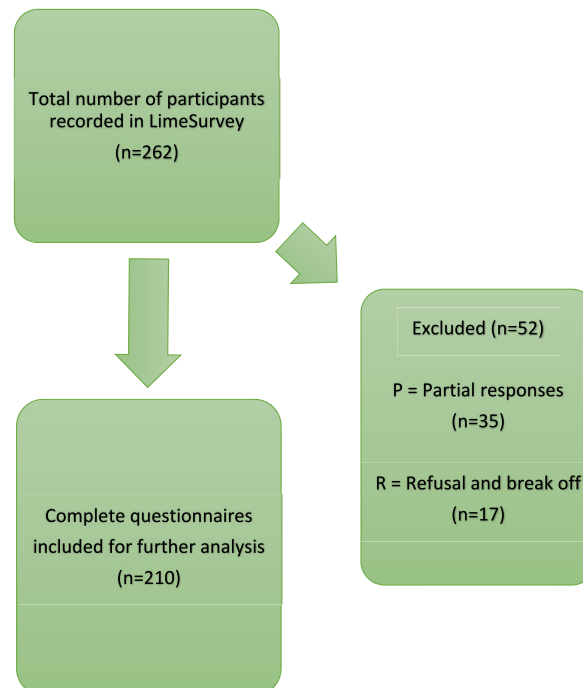 Total number of participants
recorded in LimeSurvey
(n=262)
Excluded (n=52)
P = Partial responses
(n=35)
R = Refusal and break off
(n=17)
Complete questionnaires
included for further analysis
(n=210)